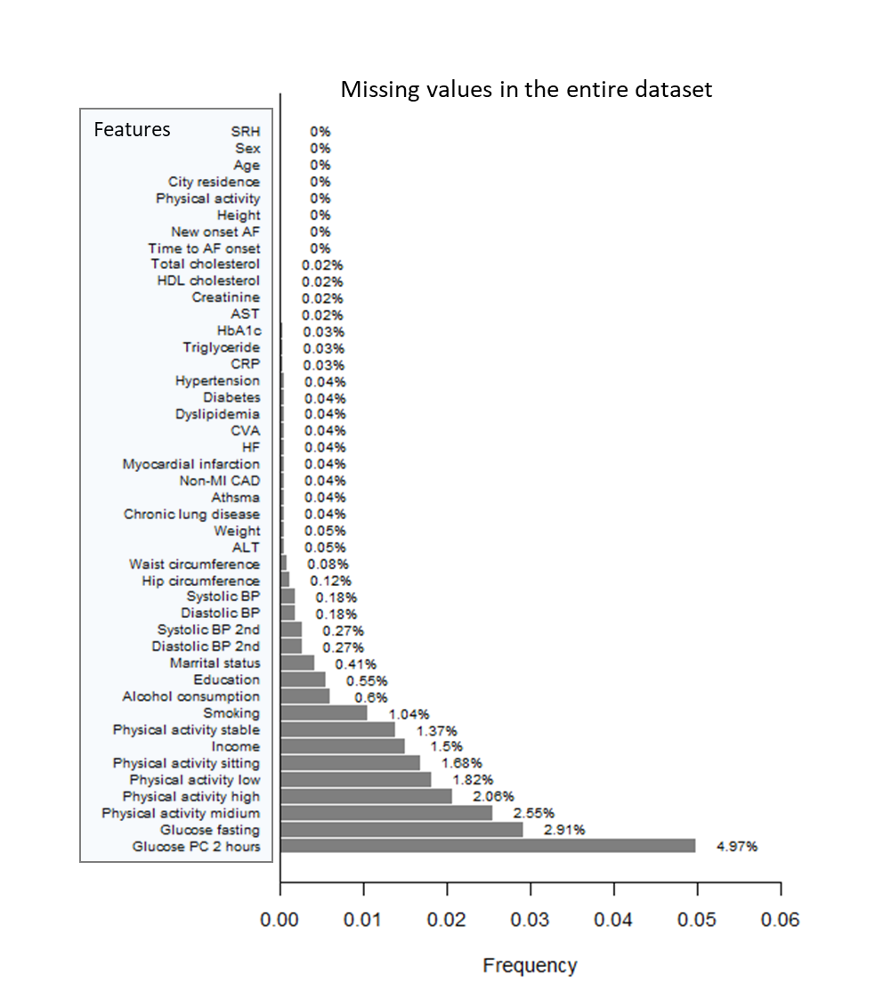 Missing values in the entire dataset
Features
SRH 0%
Sex 0%
Age 0%
City residence 0%
Physical activity 0%
Height 0%
New onset AF 0%
Time to AF onset 0%
Total cholesterol 0.02%
HDL cholesterol 0.02%
Creatinine 0.02%
AST 0.02%
HbA1c 0.03%
Triglyceride 0.03%
CRP 0.03%
Hypertension 0.04%
Diabetes 0.04%
Dyslipidemia 0.04%
CVA 0.04%
HF 0.04%
Myocardial infarction 0.04%
Non-MI CAD 0.04%
Athsma 0.04%
Chronic lung disease 0.04%
Weight 0.05%
ALT 0.05%
Waist circumference 0.08%
Hip circumference 0.12%
Systolic BP 0.18%
Diastolic BP 0.18%
Systolic BP 2nd 0.27%
Diastolic BP 2nd 0.27%
Marrital status 0.41%
Education 0.55%
Alcohol consumption 0.6%
Smoking 1.04%
Physical activity stable 1.37%
Income 1.5%
Physical activity sitting 1.68%
Physical activity low 1.82%
Physical activity high 2.06%
Physical activity midium 2.55%
Glucose fasting 2.91%
Glucose PC 2 hours 4.97%
0.00 0.01 0.02 0.03 0.04 0.05 0.06
Frequency